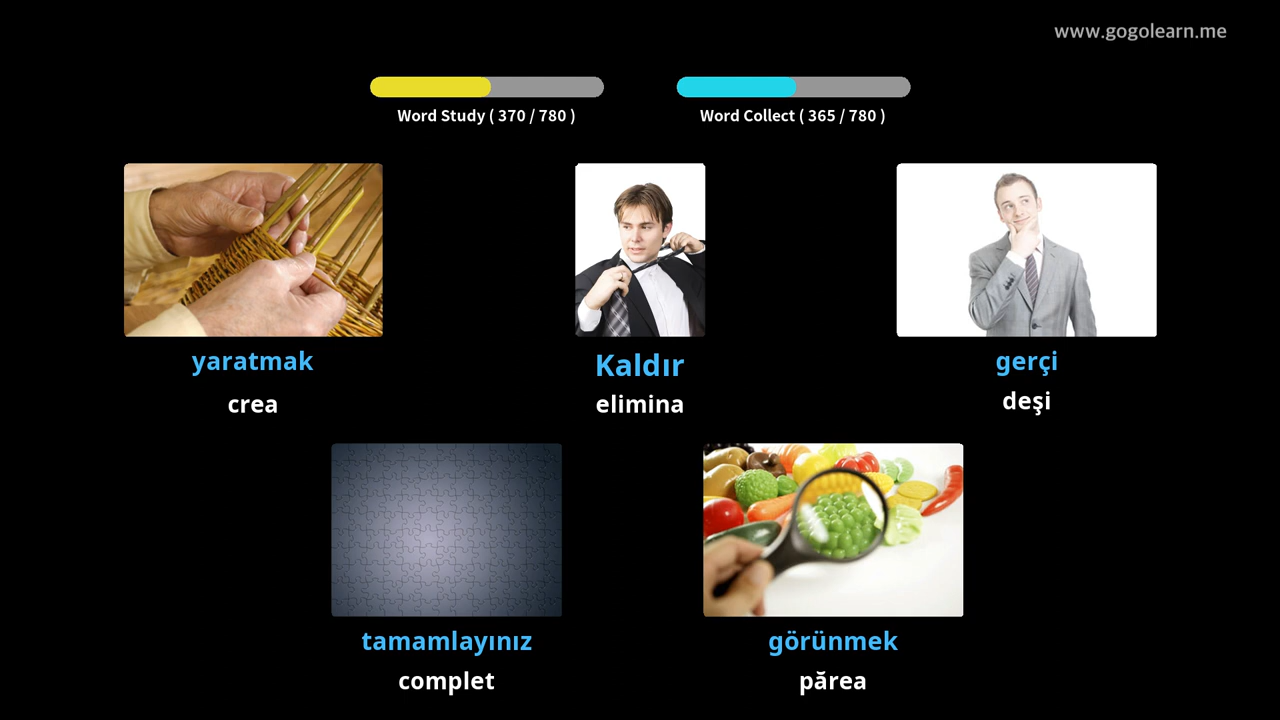 www.gogolearn.me
Word Study ( 370 / 780 )
Word Collect ( 365 / 780 )
yaratmak
crea
Kaldır
elimina
gerçi
deşi
tamamlayınız
complet
görünmek
părea